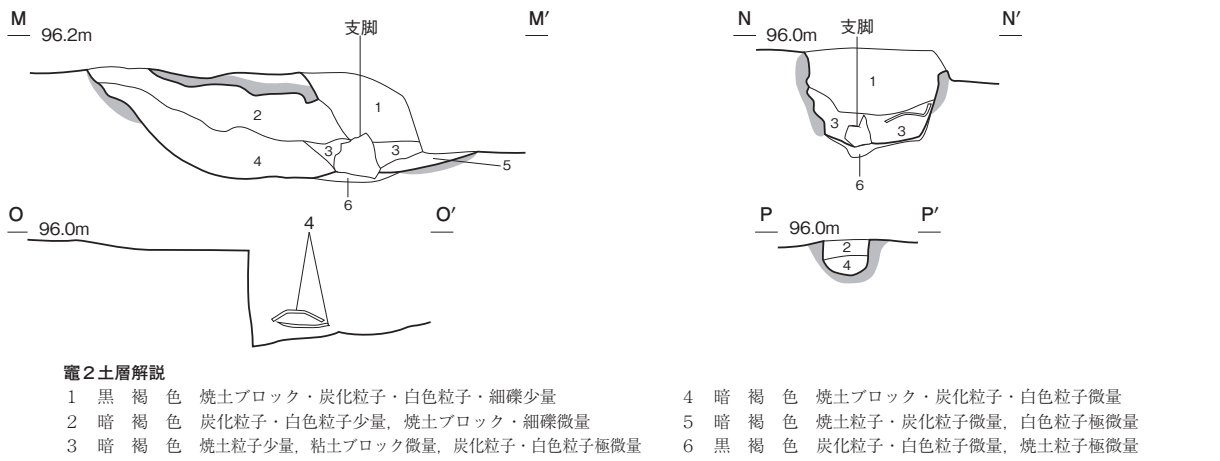 M 96.2m 支脚 M′
1
2
3 3
4
5
6
N 96.0m 支脚 N′
1
3 3
6
O 96.0m 4 O′
P 96.0m P′
2
4
竈2土層解説
1 黒 褐 色 焼土ブロック・炭化粒子・白色粒子・細礫少量
2 暗 褐 色 炭化粒子・白色粒子少量，焼土ブロック・細礫微量
3 暗 褐 色 焼土粒子少量，粘土ブロック微量，炭化粒子・白色粒子極微量
4 暗 褐 色 焼土ブロック・炭化粒子・白色粒子微量
5 暗 褐 色 焼土粒子・炭化粒子微量，白色粒子極微量
6 黒 褐 色 炭化粒子・白色粒子微量，焼土粒子極微量